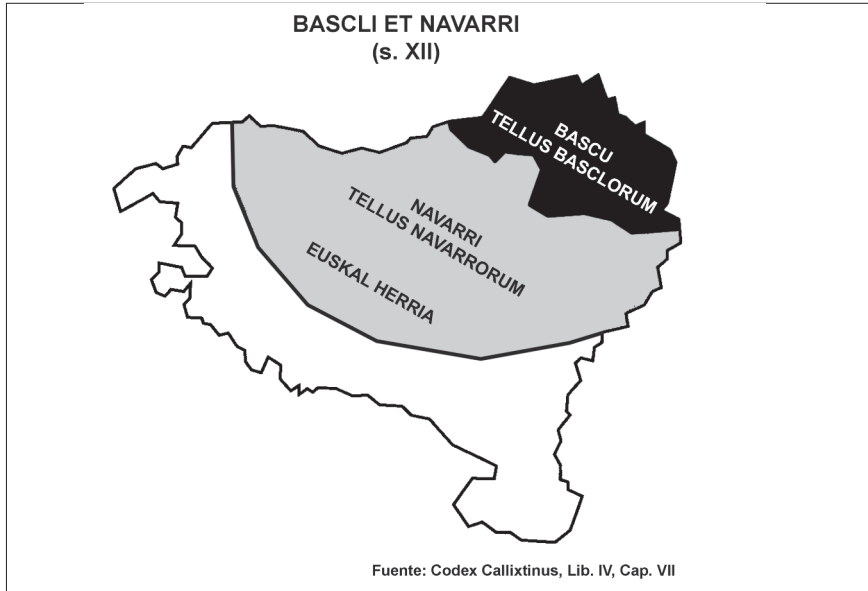 BASCLI ET NAVARRI
(s. XII)
BASCU
TELLUS BASCLORUM
NAVARRI
TELLUS NAVARRORUM
EUSKAL HERRIA
Fuente: Codex Callixtinus, Lib. IV, Cap. VII